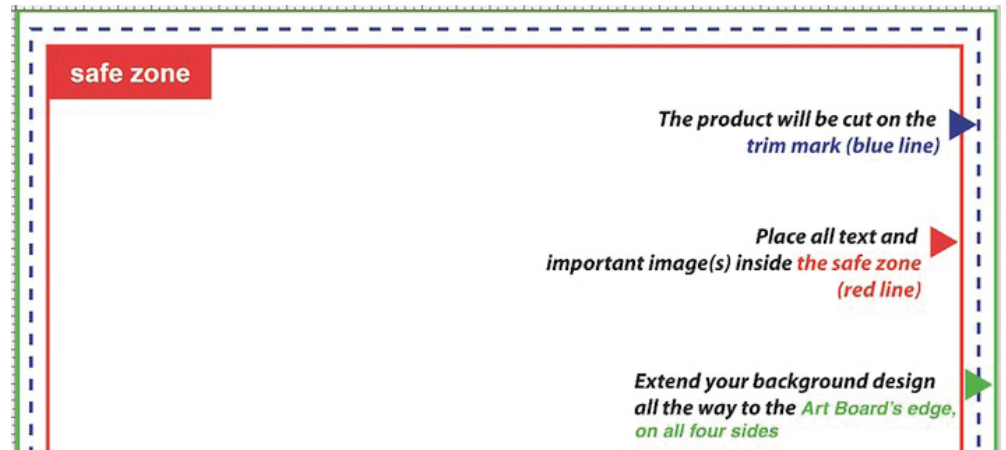 safe zone
The product will be cut on the
trim mark (blue line)
Place all text and
important image(s) inside the safe zone
(red line)
Extend your background design
all the way to the Art Board's edge,
on all four sides